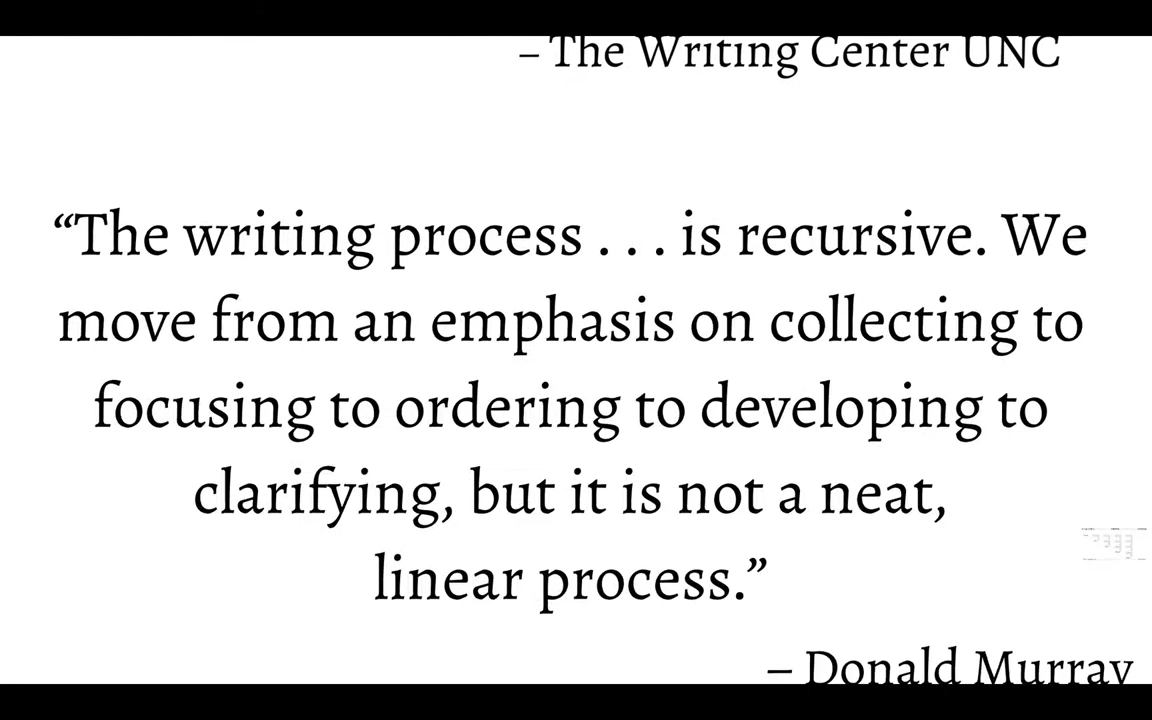 – The Writing Center UNC
“The writing process . . . is recursive. We
move from an emphasis on collecting to
focusing to ordering to developing to
clarifying, but it is not a neat,
linear process.”
– Donald Murray